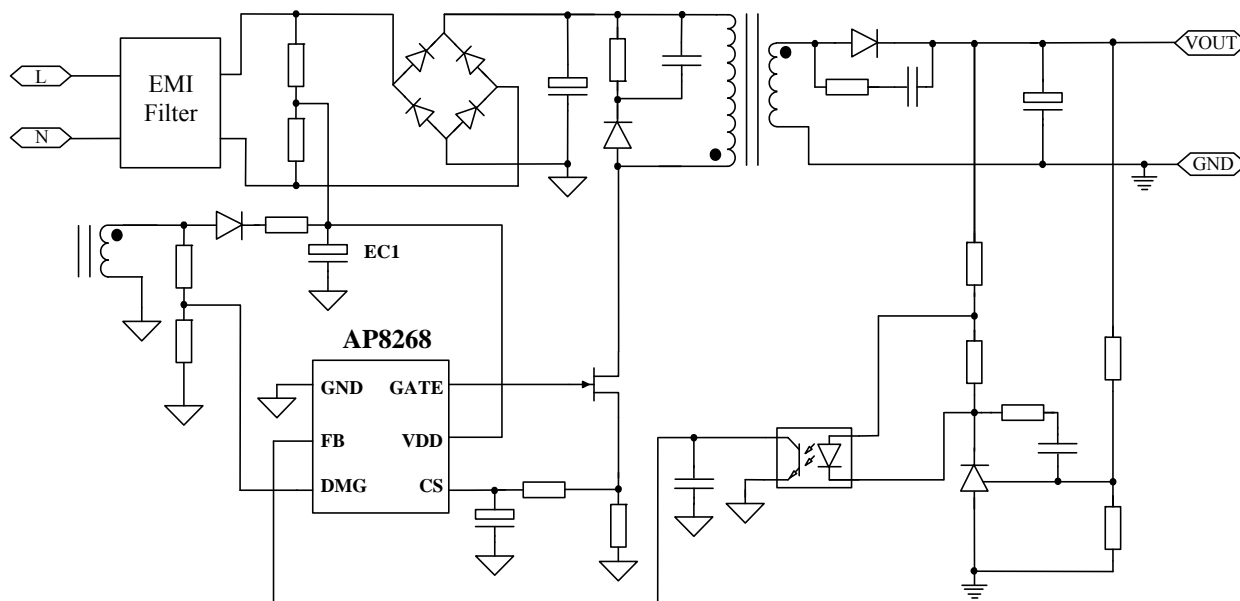 L
EMI
Filter
N
VOUT
GND
EC1
AP8268
GND
GATE
FB
VDD
DMG
CS